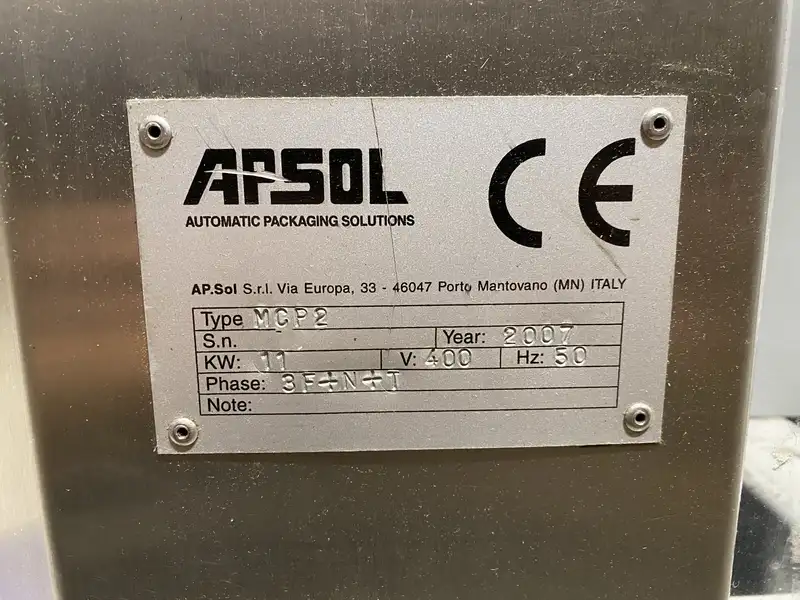 APSOL
AUTOMATIC PACKAGING SOLUTIONS
CE
AP.Sol S.r.l. Via Europa, 33 - 46047 Porto Mantovano (MN) ITALY
Type MCP2
S.n. Year: 2007
KW: 11 V: 400 Hz: 50
Phase: 3F+N+T
Note: